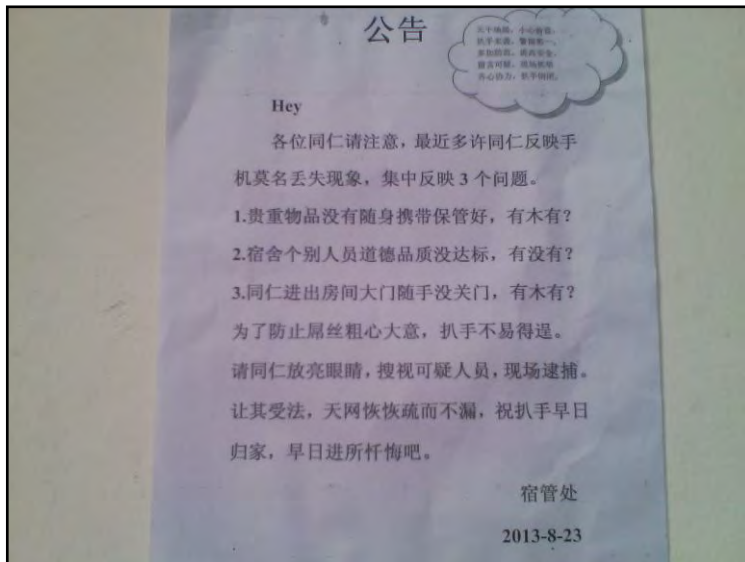 公告
Hey
各位同仁请注意，最近多许同仁反映手
机莫名丢失现象，集中反映 3 个问题。
1.贵重物品没有随身携带保管好，有木有？
2.宿舍个别人员道德品质没达标，有没有？
3.同仁进出房间大门随手没关门，有木有？
为了防止屌丝粗心大意，扒手不易得逞。
请同仁放亮眼睛，搜视可疑人员，现场逮捕。
让其受法，天网恢恢疏而不漏，祝扒手早日
归家，早日进所忏悔吧。
宿管处
2013-8-23